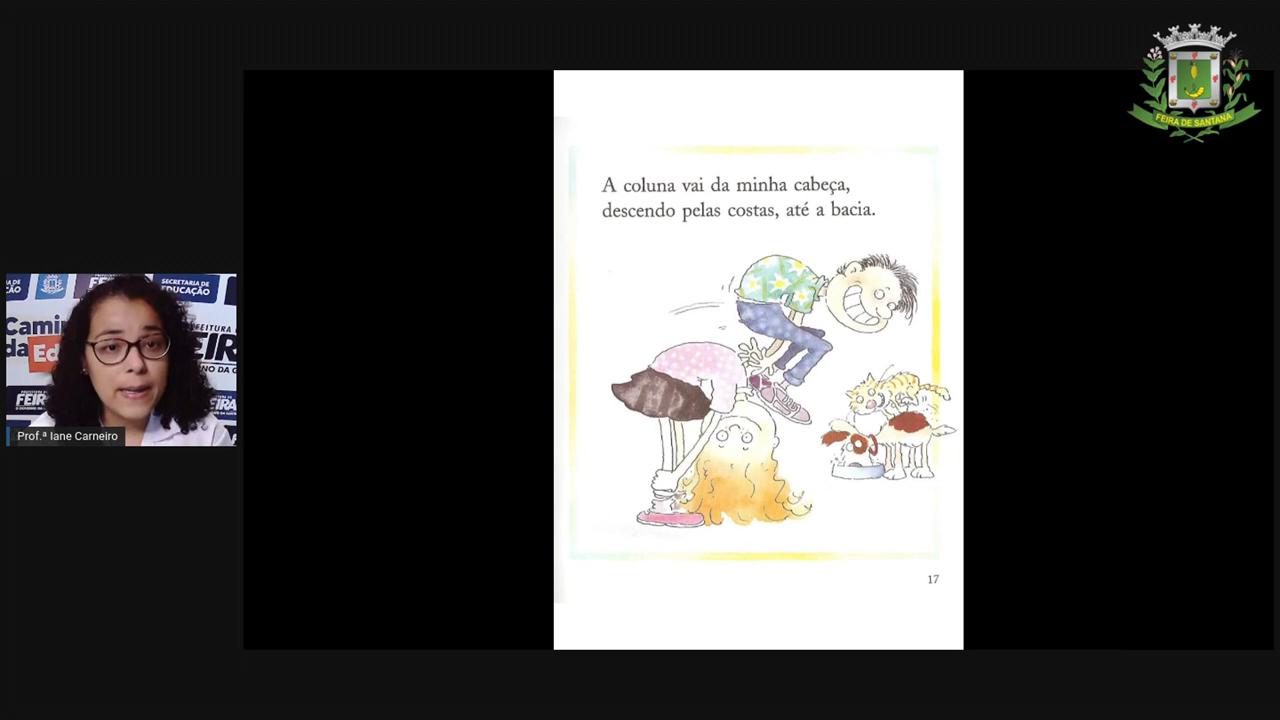 FEIRA DE SANTANA
A coluna vai da minha cabeça,
descendo pelas costas, até a bacia.
17
SECRETARIA DE
EDUCAÇÃO
Prof.ª Iane Carneiro